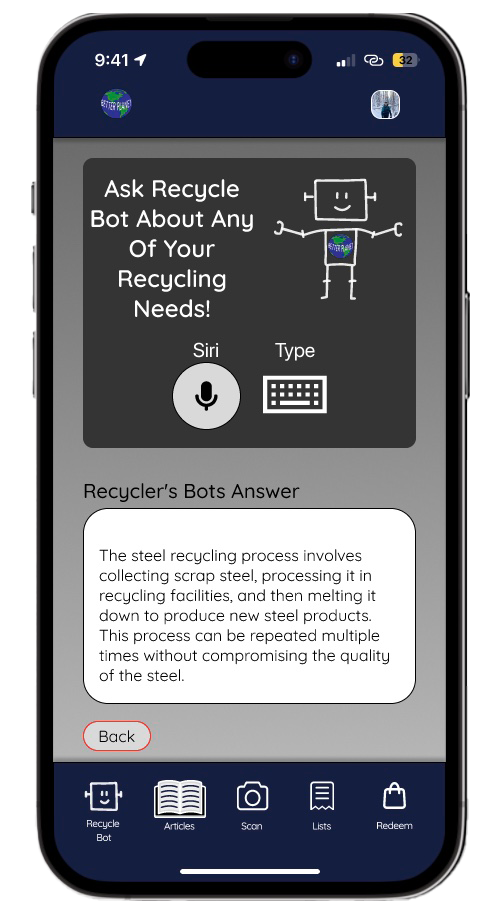 9:41
32
BETTER PLANET
Ask Recycle
Bot About Any
Of Your
Recycling
Needs!
BETTER PLANET
Siri
Type
Recycler's Bots Answer
The steel recycling process involves
collecting scrap steel, processing it in
recycling facilities, and then melting it
down to produce new steel products.
This process can be repeated multiple
times without compromising the quality
of the steel.
Back
Recycle
Bot
Articles
Scan
Lists
Redeem